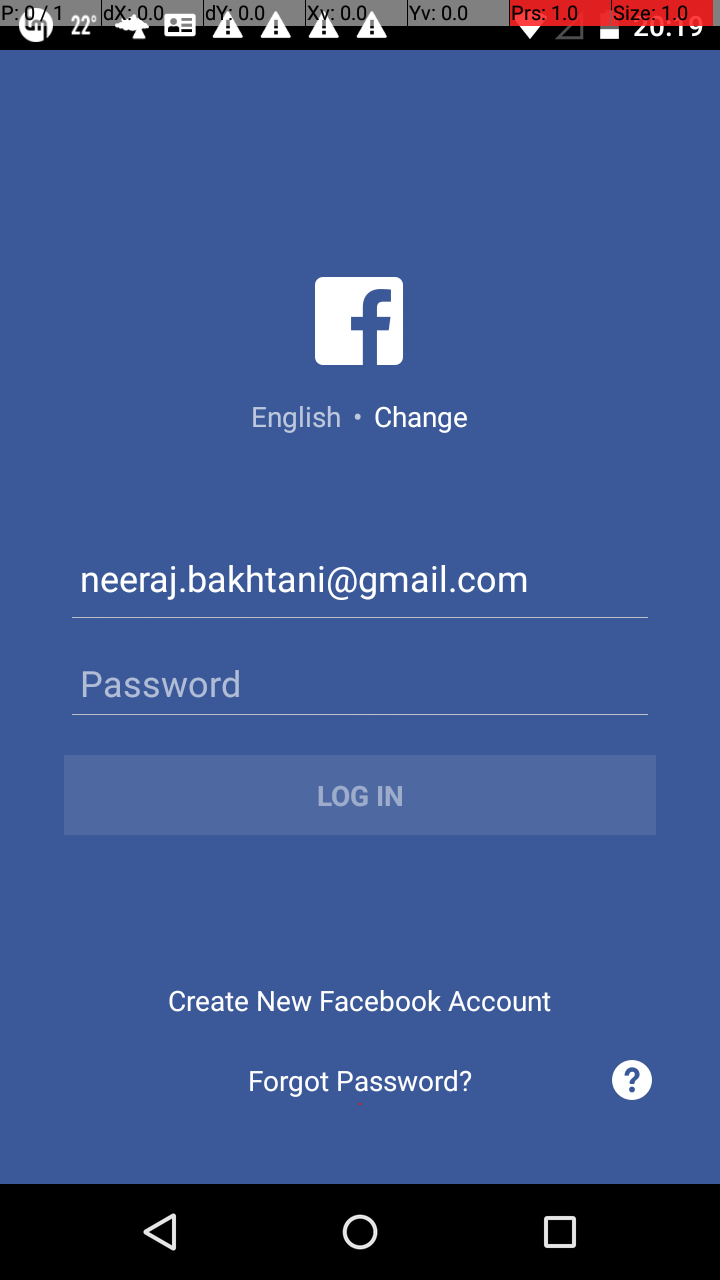 P: 0 / 1 dX: 0.0 dY: 0.0 Xv: 0.0 Yv: 0.0 Prs: 1.0 Size: 1.0
22° 20:19
English • Change
neeraj.bakhtani@gmail.com
Password
LOG IN
Create New Facebook Account
Forgot Password?
?